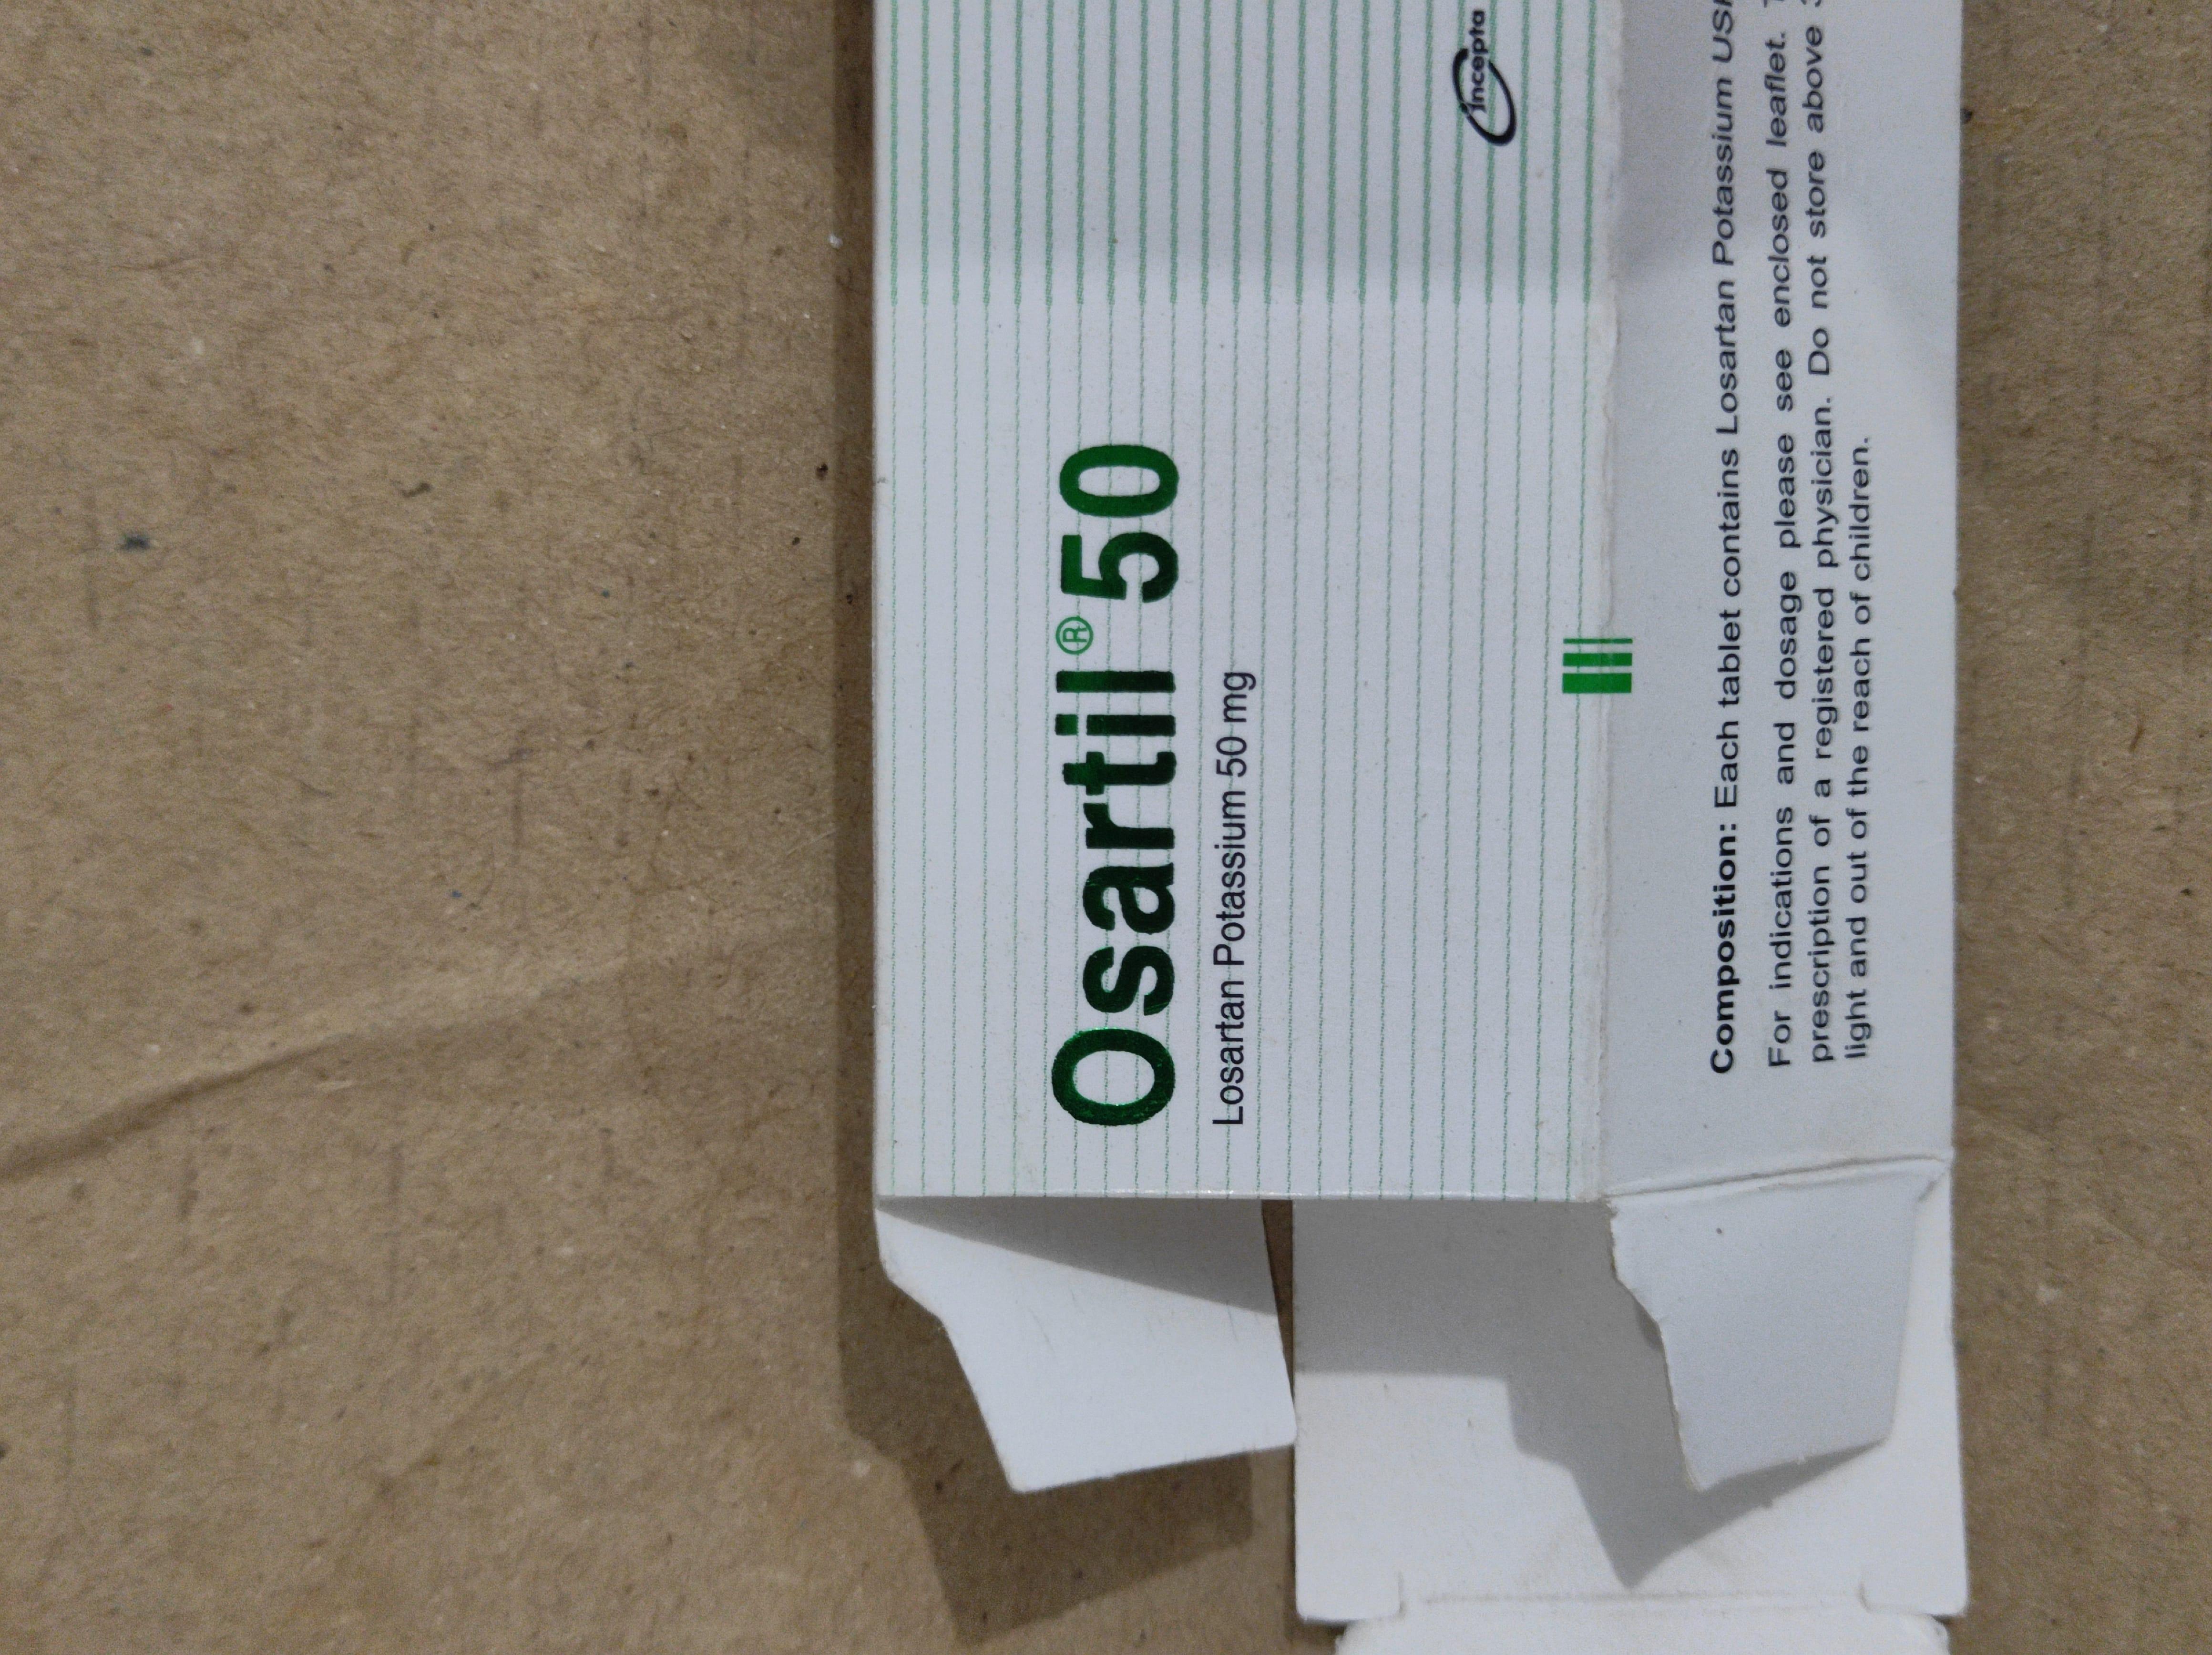 Osartil® 50
Losartan Potassium 50 mg
incepta
Composition: Each tablet contains Losartan Potassium
For indications and dosage please see enclosed leaflet.
prescription of a registered physician. Do not store above
light and out of the reach of children.